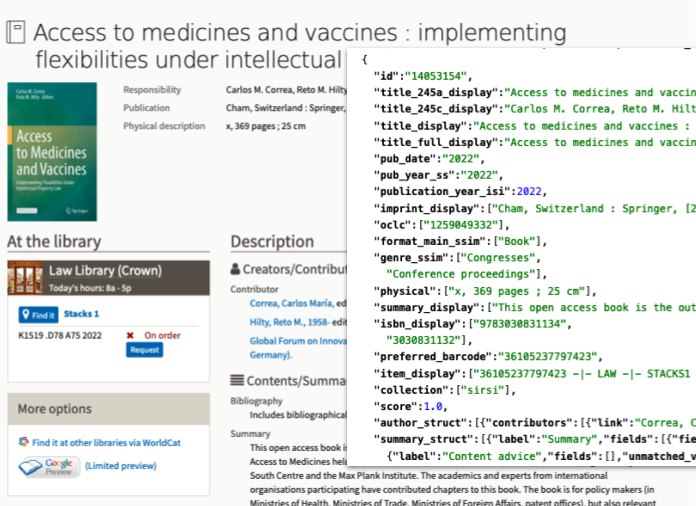 Access to medicines and vaccines : implementing
flexibilities under intellectual
Carlos M. Correa
Reto M. Hilty Editors
Access
to Medicines
and Vaccines
Implementing Flexibilities Under
Intellectual Property Law
Springer
Responsibility Carlos M. Correa, Reto M. Hilty
Publication Cham, Switzerland : Springer,
Physical description x, 369 pages ; 25 cm
At the library
Law Library (Crown)
Today's hours: 8a - 5p
Find it Stacks 1
K1519 .D78 A75 2022 ✖ On order
Request
More options
Find it at other libraries via WorldCat
Google Preview (Limited preview)
Description
Creators/Contribut
Contributor
Correa, Carlos María, ed
Hilty, Reto M., 1958- edit
Global Forum on Innova
Germany).
Contents/Summa
Bibliography
Includes bibliographical
Summary
This open access book is
Access to Medicines held
South Centre and the Max Plank Institute. The academics and experts from international
organisations participating have contributed chapters to this book. The book is for policy makers (in
Ministries of Health, Ministries of Trade, Ministries of Foreign Affairs, patent offices), but also relevant
{
"id":"14053154",
"title_245a_display":"Access to medicines and vaccin
"title_245c_display":"Carlos M. Correa, Reto M. Hilt
"title_display":"Access to medicines and vaccines :
"title_full_display":"Access to medicines and vaccin
"pub_date":"2022",
"pub_year_ss":"2022",
"publication_year_isi":2022,
"imprint_display":["Cham, Switzerland : Springer, [2
"oclc":["1259049332"],
"format_main_ssim":["Book"],
"genre_ssim":["Congresses",
"Conference proceedings"],
"physical":["x, 369 pages ; 25 cm"],
"summary_display":["This open access book is the out
"isbn_display":["9783030831134",
"3030831132"],
"preferred_barcode":"36105237797423",
"item_display":["36105237797423 -|- LAW -|- STACKS1
"collection":["sirsi"],
"score":1.0,
"author_struct":[{"contributors":[{"link":"Correa, C
"summary_struct":[{"label":"Summary","fields":[{"fie
{"label":"Content advice","fields":[],"unmatched_v